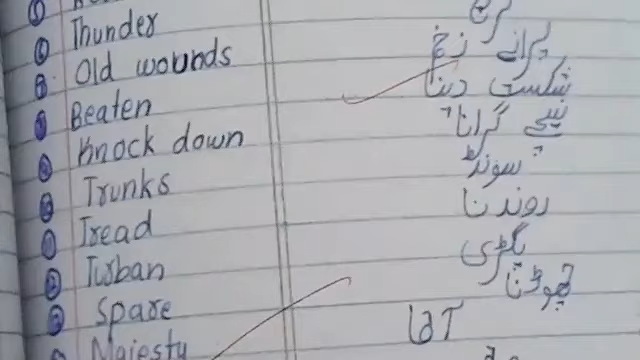 Thunder گرج
Old wounds پرانے زخم
Beaten شکست دینا
Knock down نیچے گرانا
Trunks سونڈ
Tread روندنا
Turban پگڑی
Spare چھوڑنا
Majesty آقا